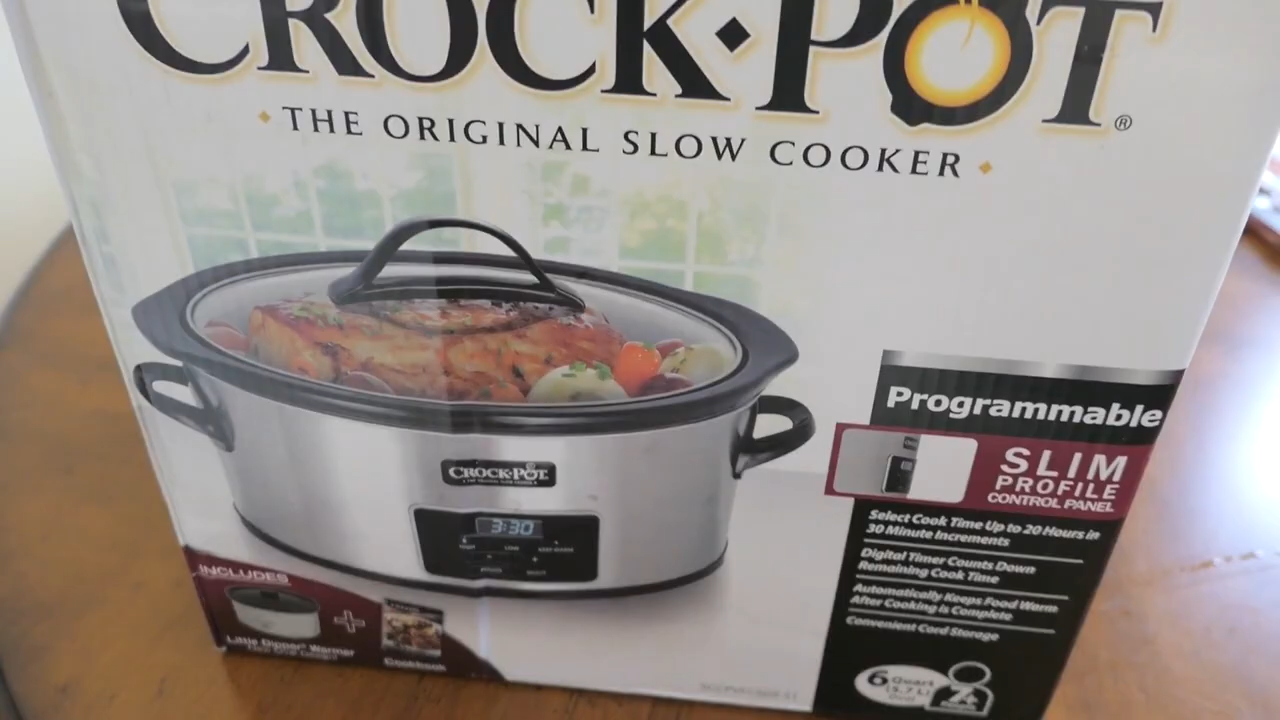 CROCK•POT®
• THE ORIGINAL SLOW COOKER •
Programmable
SLIM
PROFILE
CONTROL PANEL
Select Cook Time Up to 20 Hours in
30 Minute Increments
Digital Timer Counts Down
Remaining Cook Time
Automatically Keeps Food Warm
After Cooking is Complete
Convenient Cord Storage
CROCK•POT
3:30
INCLUDES
+
Little Dipper® Warmer
Cookbook
6 Quart
(5.7 L)
7+